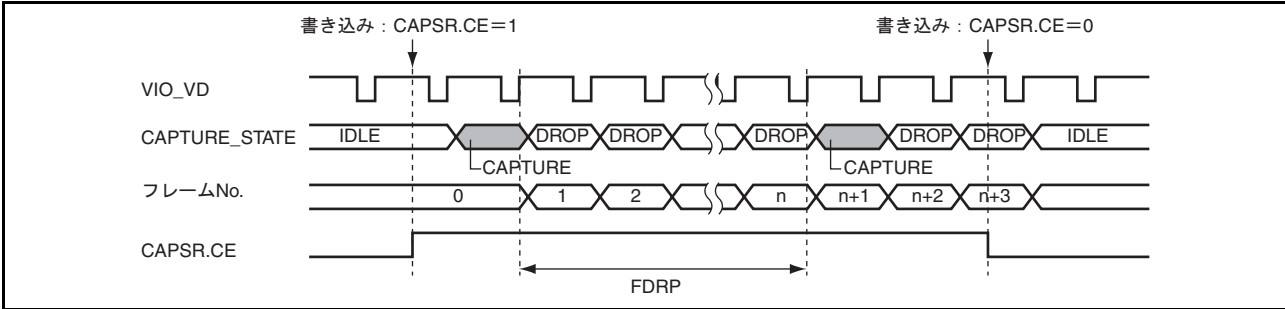 書き込み：CAPSR.CE＝1 書き込み：CAPSR.CE＝0
VIO_VD
CAPTURE_STATE IDLE DROP DROP DROP DROP DROP IDLE
CAPTURE CAPTURE
フレームNo. 0 1 2 n n+1 n+2 n+3
CAPSR.CE
FDRP